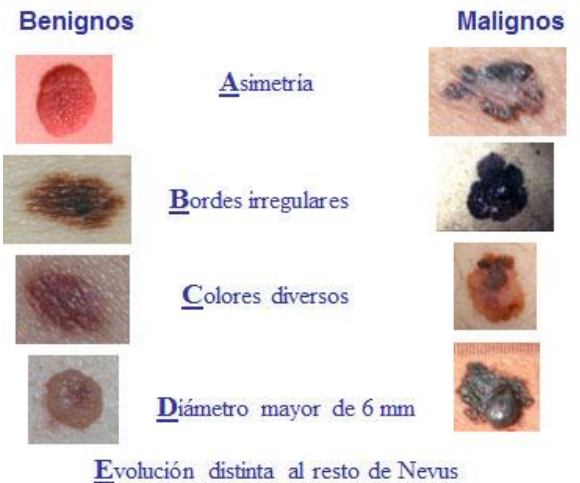 Benignos
Malignos
Asimetría
Bordes irregulares
Colores diversos
Diámetro mayor de 6 mm
Evolución distinta al resto de Nevus